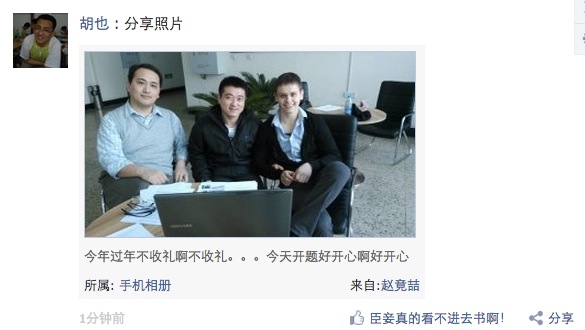 胡也：分享照片
今年过年不收礼啊不收礼。。。今天开题好开心啊好开心
所属: 手机相册 来自:赵竟喆
1分钟前 臣妾真的看不进去书啊! 分享